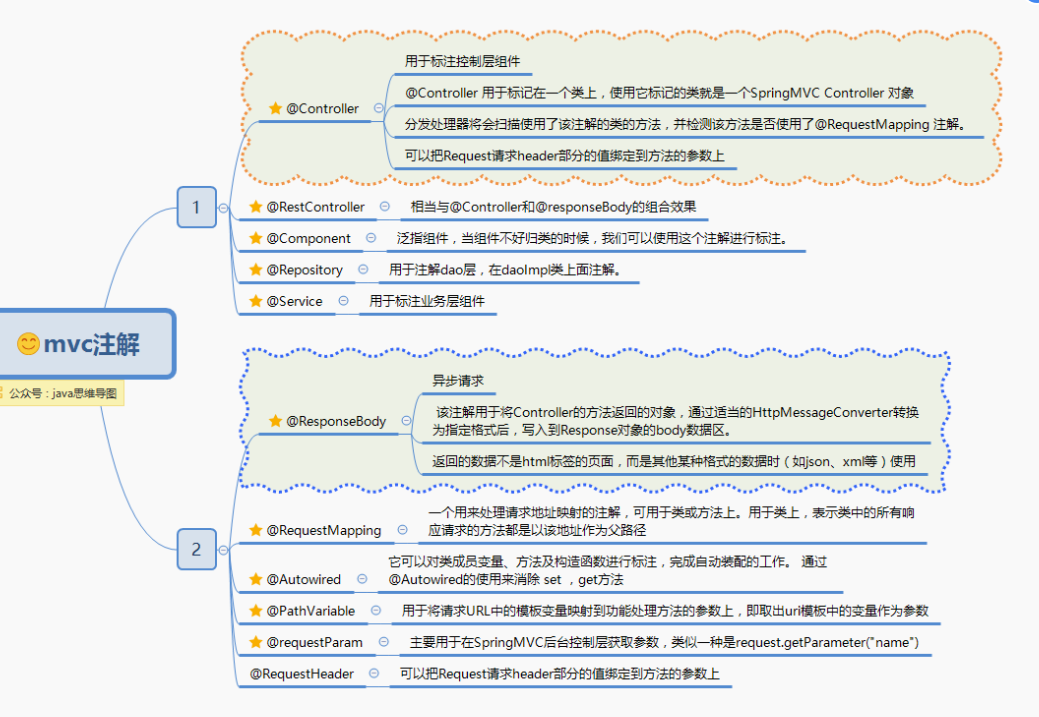 mvc注解
公众号：java思维导图
1
@Controller
用于标注控制层组件
@Controller 用于标记在一个类上，使用它标记的类就是一个SpringMVC Controller 对象
分发处理器将会扫描使用了该注解的类的方法，并检测该方法是否使用了@RequestMapping 注解。
可以把Request请求header部分的值绑定到方法的参数上
@RestController
相当与@Controller和@responseBody的组合效果
@Component
泛指组件，当组件不好归类的时候，我们可以使用这个注解进行标注。
@Repository
用于注解dao层，在daoImpl类上面注解。
@Service
用于标注业务层组件
2
@ResponseBody
异步请求
该注解用于将Controller的方法返回的对象，通过适当的HttpMessageConverter转换
为指定格式后，写入到Response对象的body数据区。
返回的数据不是html标签的页面，而是其他某种格式的数据时（如json、xml等）使用
@RequestMapping
一个用来处理请求地址映射的注解，可用于类或方法上。用于类上，表示类中的所有响
应请求的方法都是以该地址作为父路径
@Autowired
它可以对类成员变量、方法及构造函数进行标注，完成自动装配的工作。 通过
@Autowired的使用来消除 set ，get方法
@PathVariable
用于将请求URL中的模板变量映射到功能处理方法的参数上，即取出uri模板中的变量作为参数
@requestParam
主要用于在SpringMVC后台控制层获取参数，类似一种是request.getParameter("name")
@RequestHeader
可以把Request请求header部分的值绑定到方法的参数上